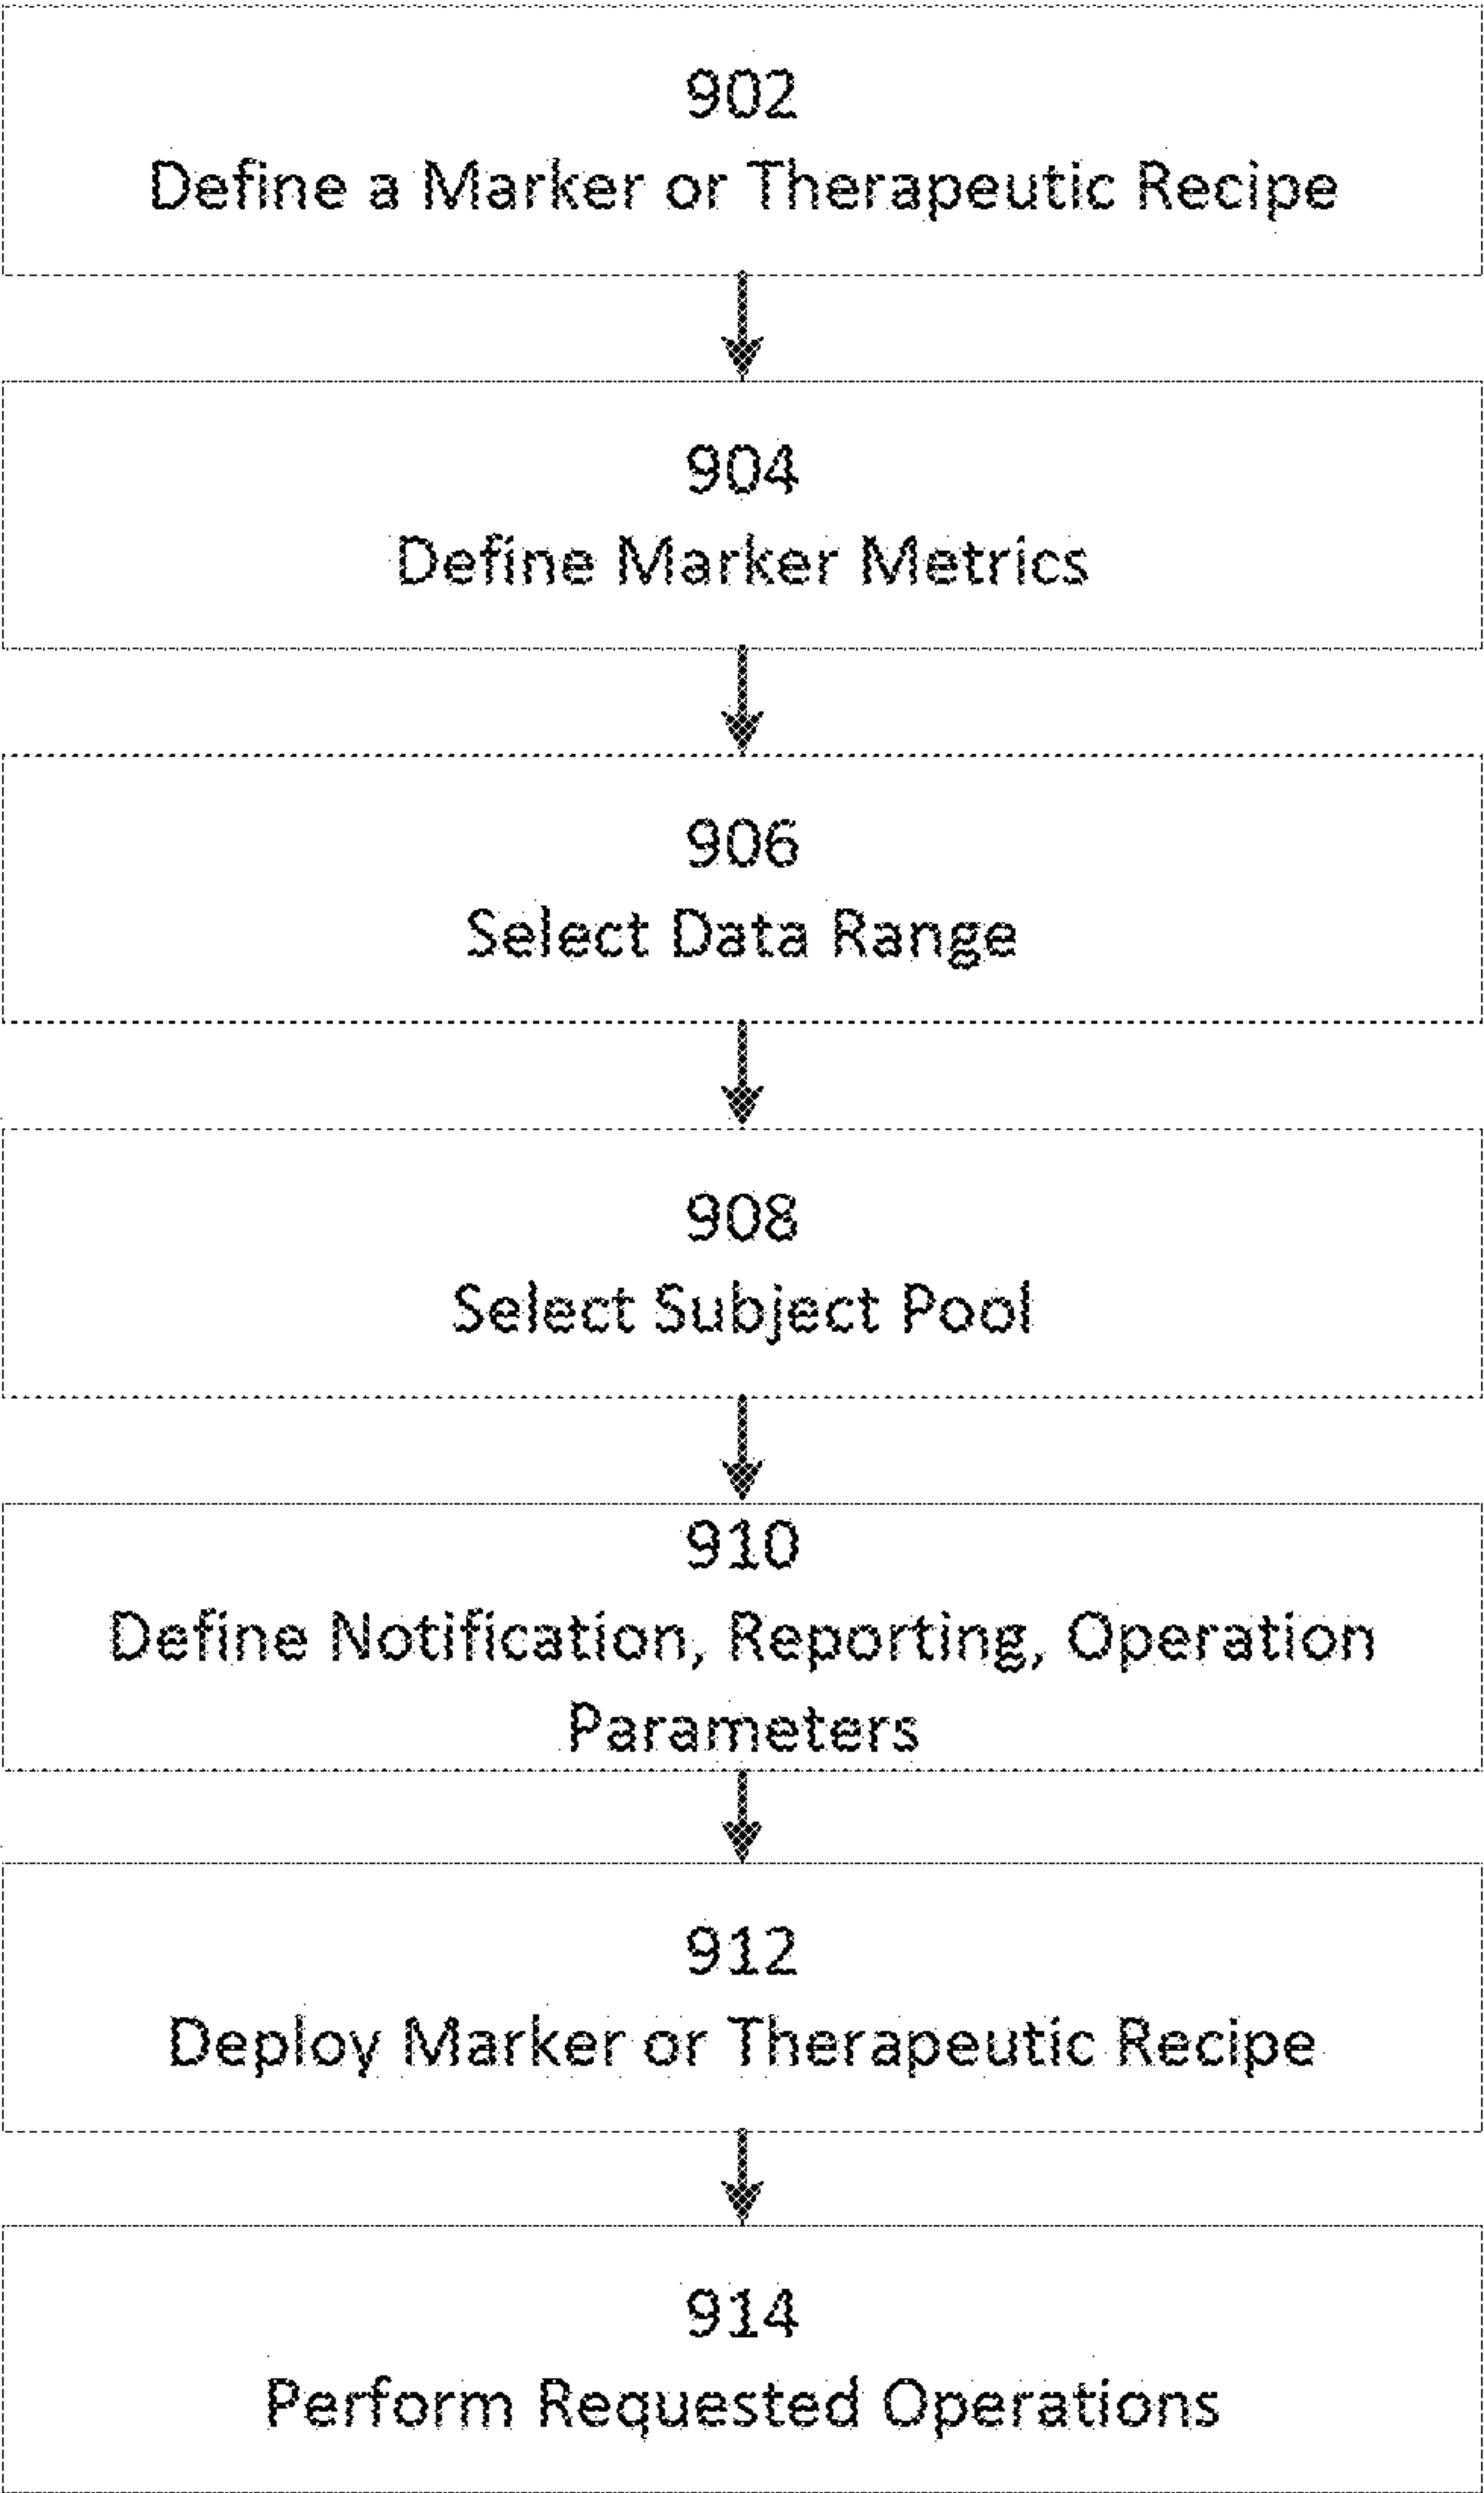 902
Define a Marker or Therapeutic Recipe
904
Define Marker Metrics
906
Select Data Range
908
Select Subject Pool
910
Define Notification, Reporting, Operation
Parameters
912
Deploy Marker or Therapeutic Recipe
914
Perform Requested Operations